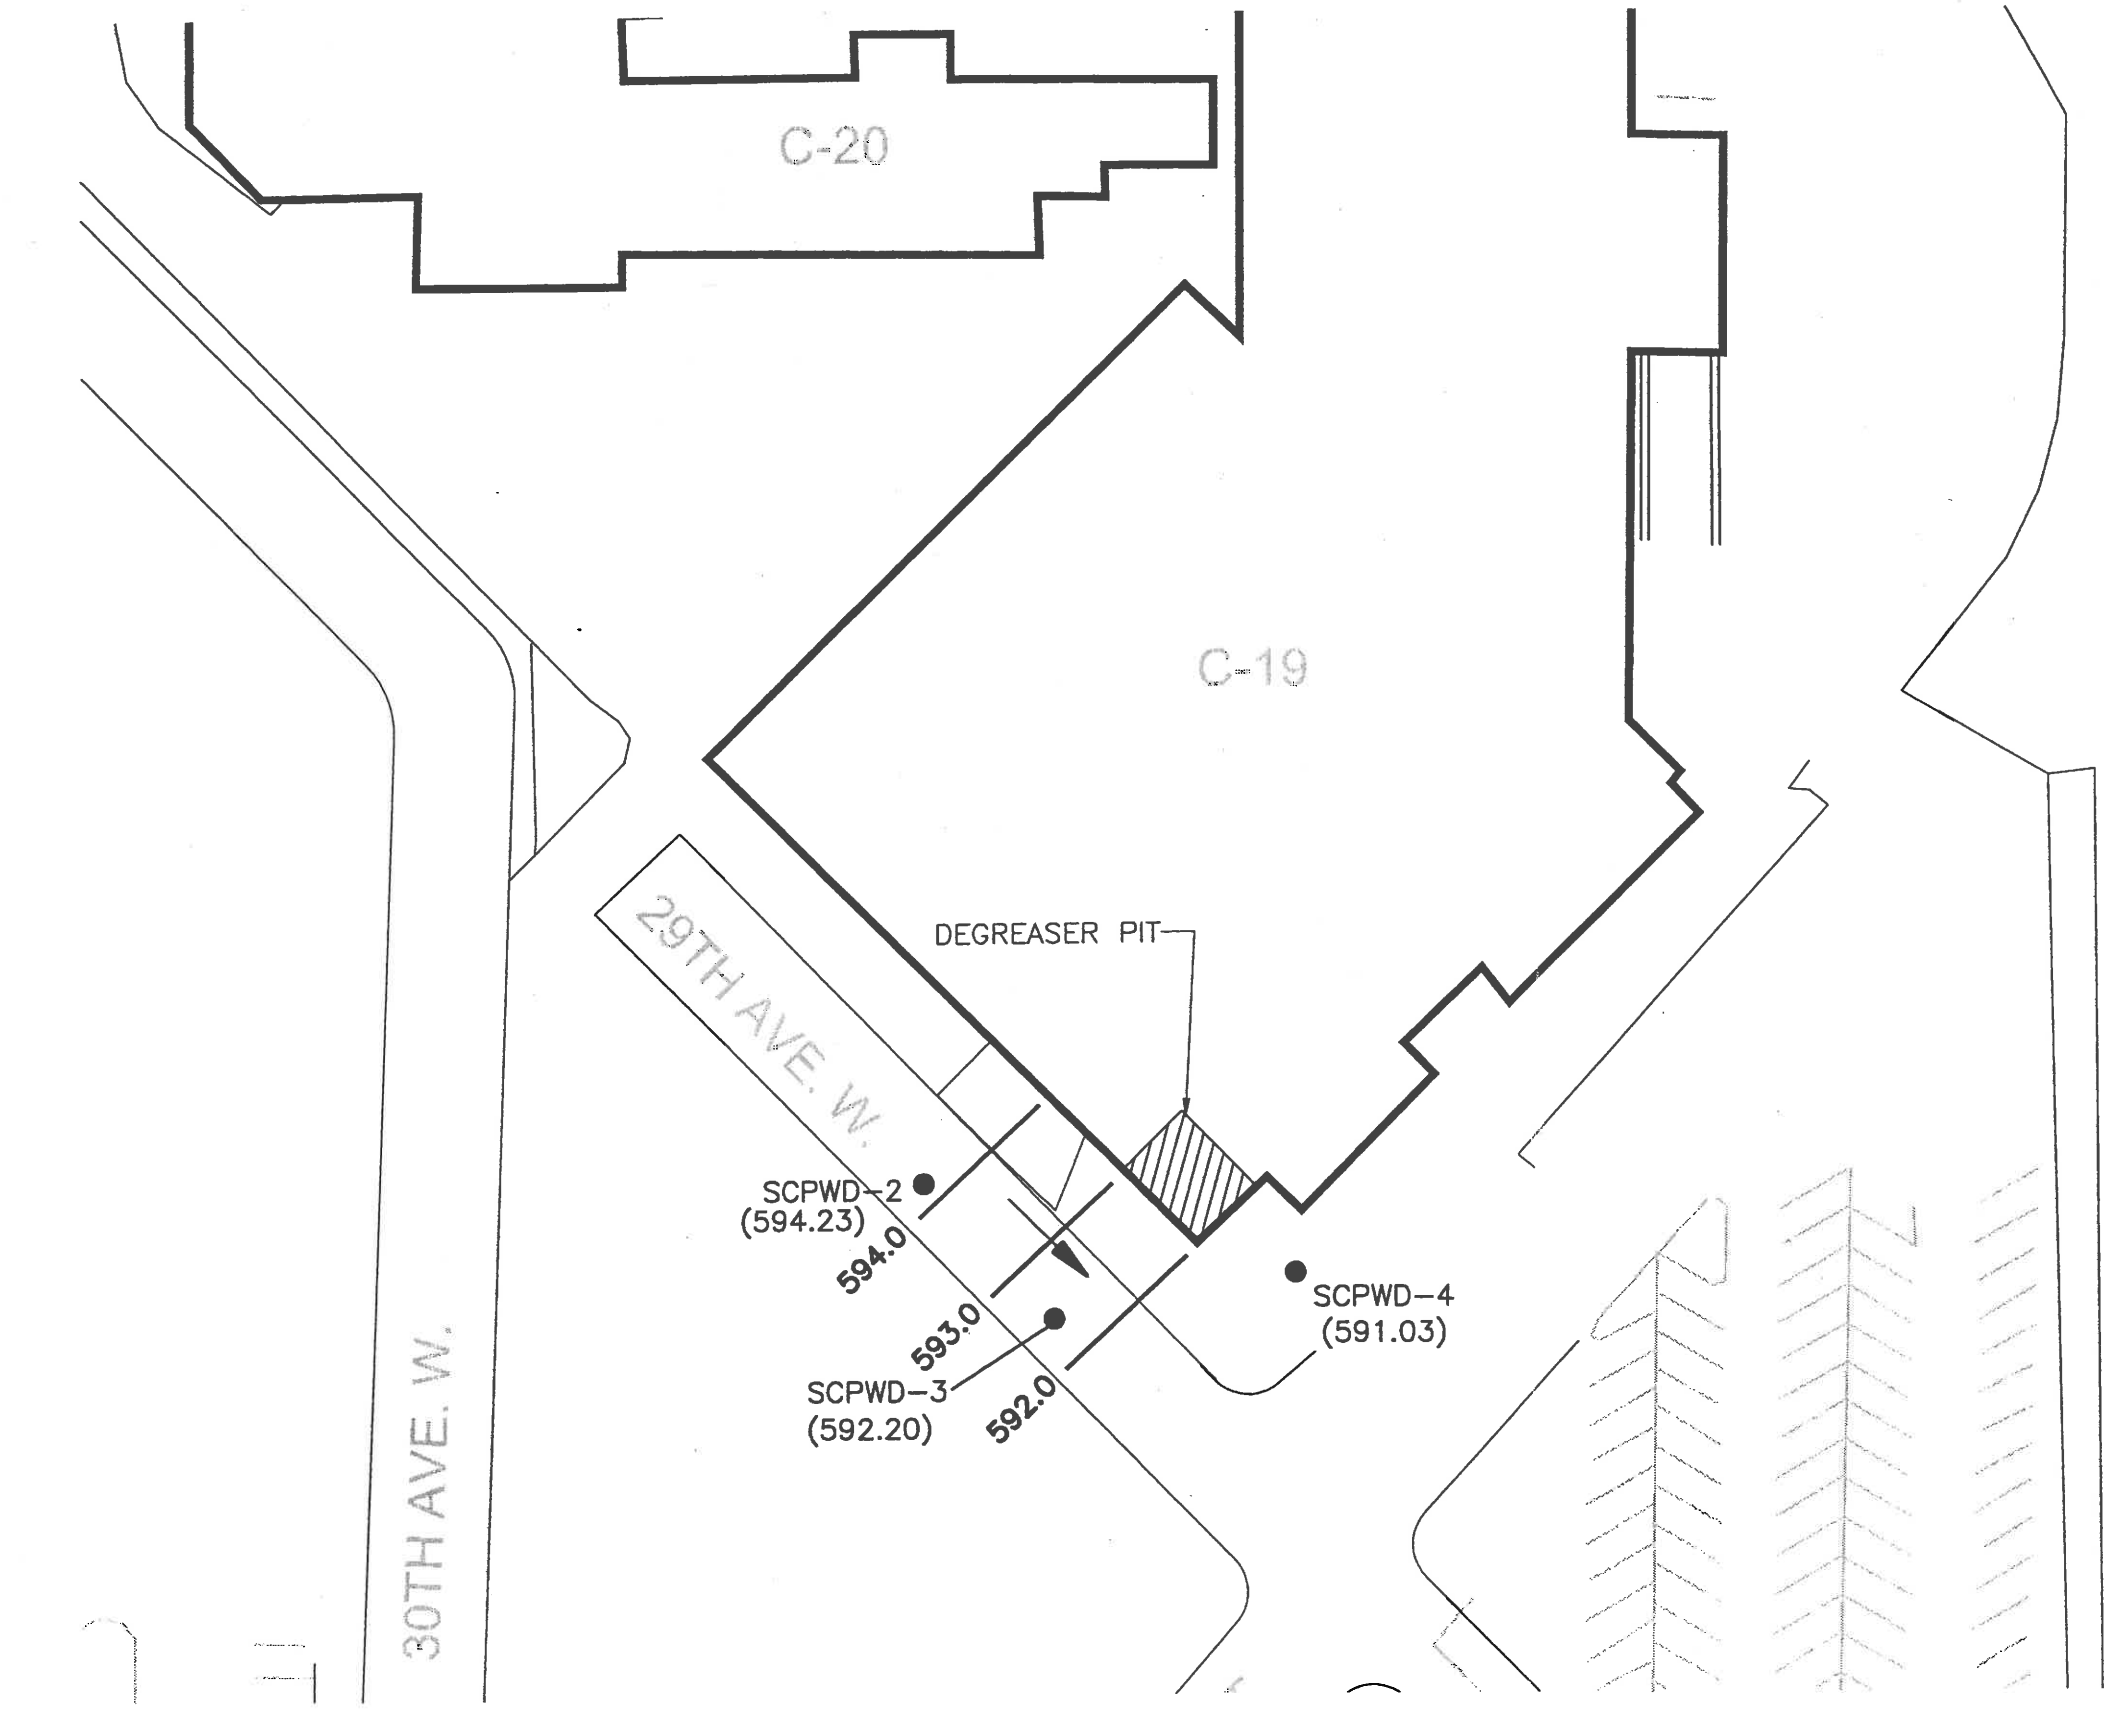 C-20
C-19
DEGREASER PIT
29TH AVE. W.
SCPWD-2
(594.23)
594.0
593.0
SCPWD-4
(591.03)
SCPWD-3
(592.20)
592.0
30TH AVE. W.